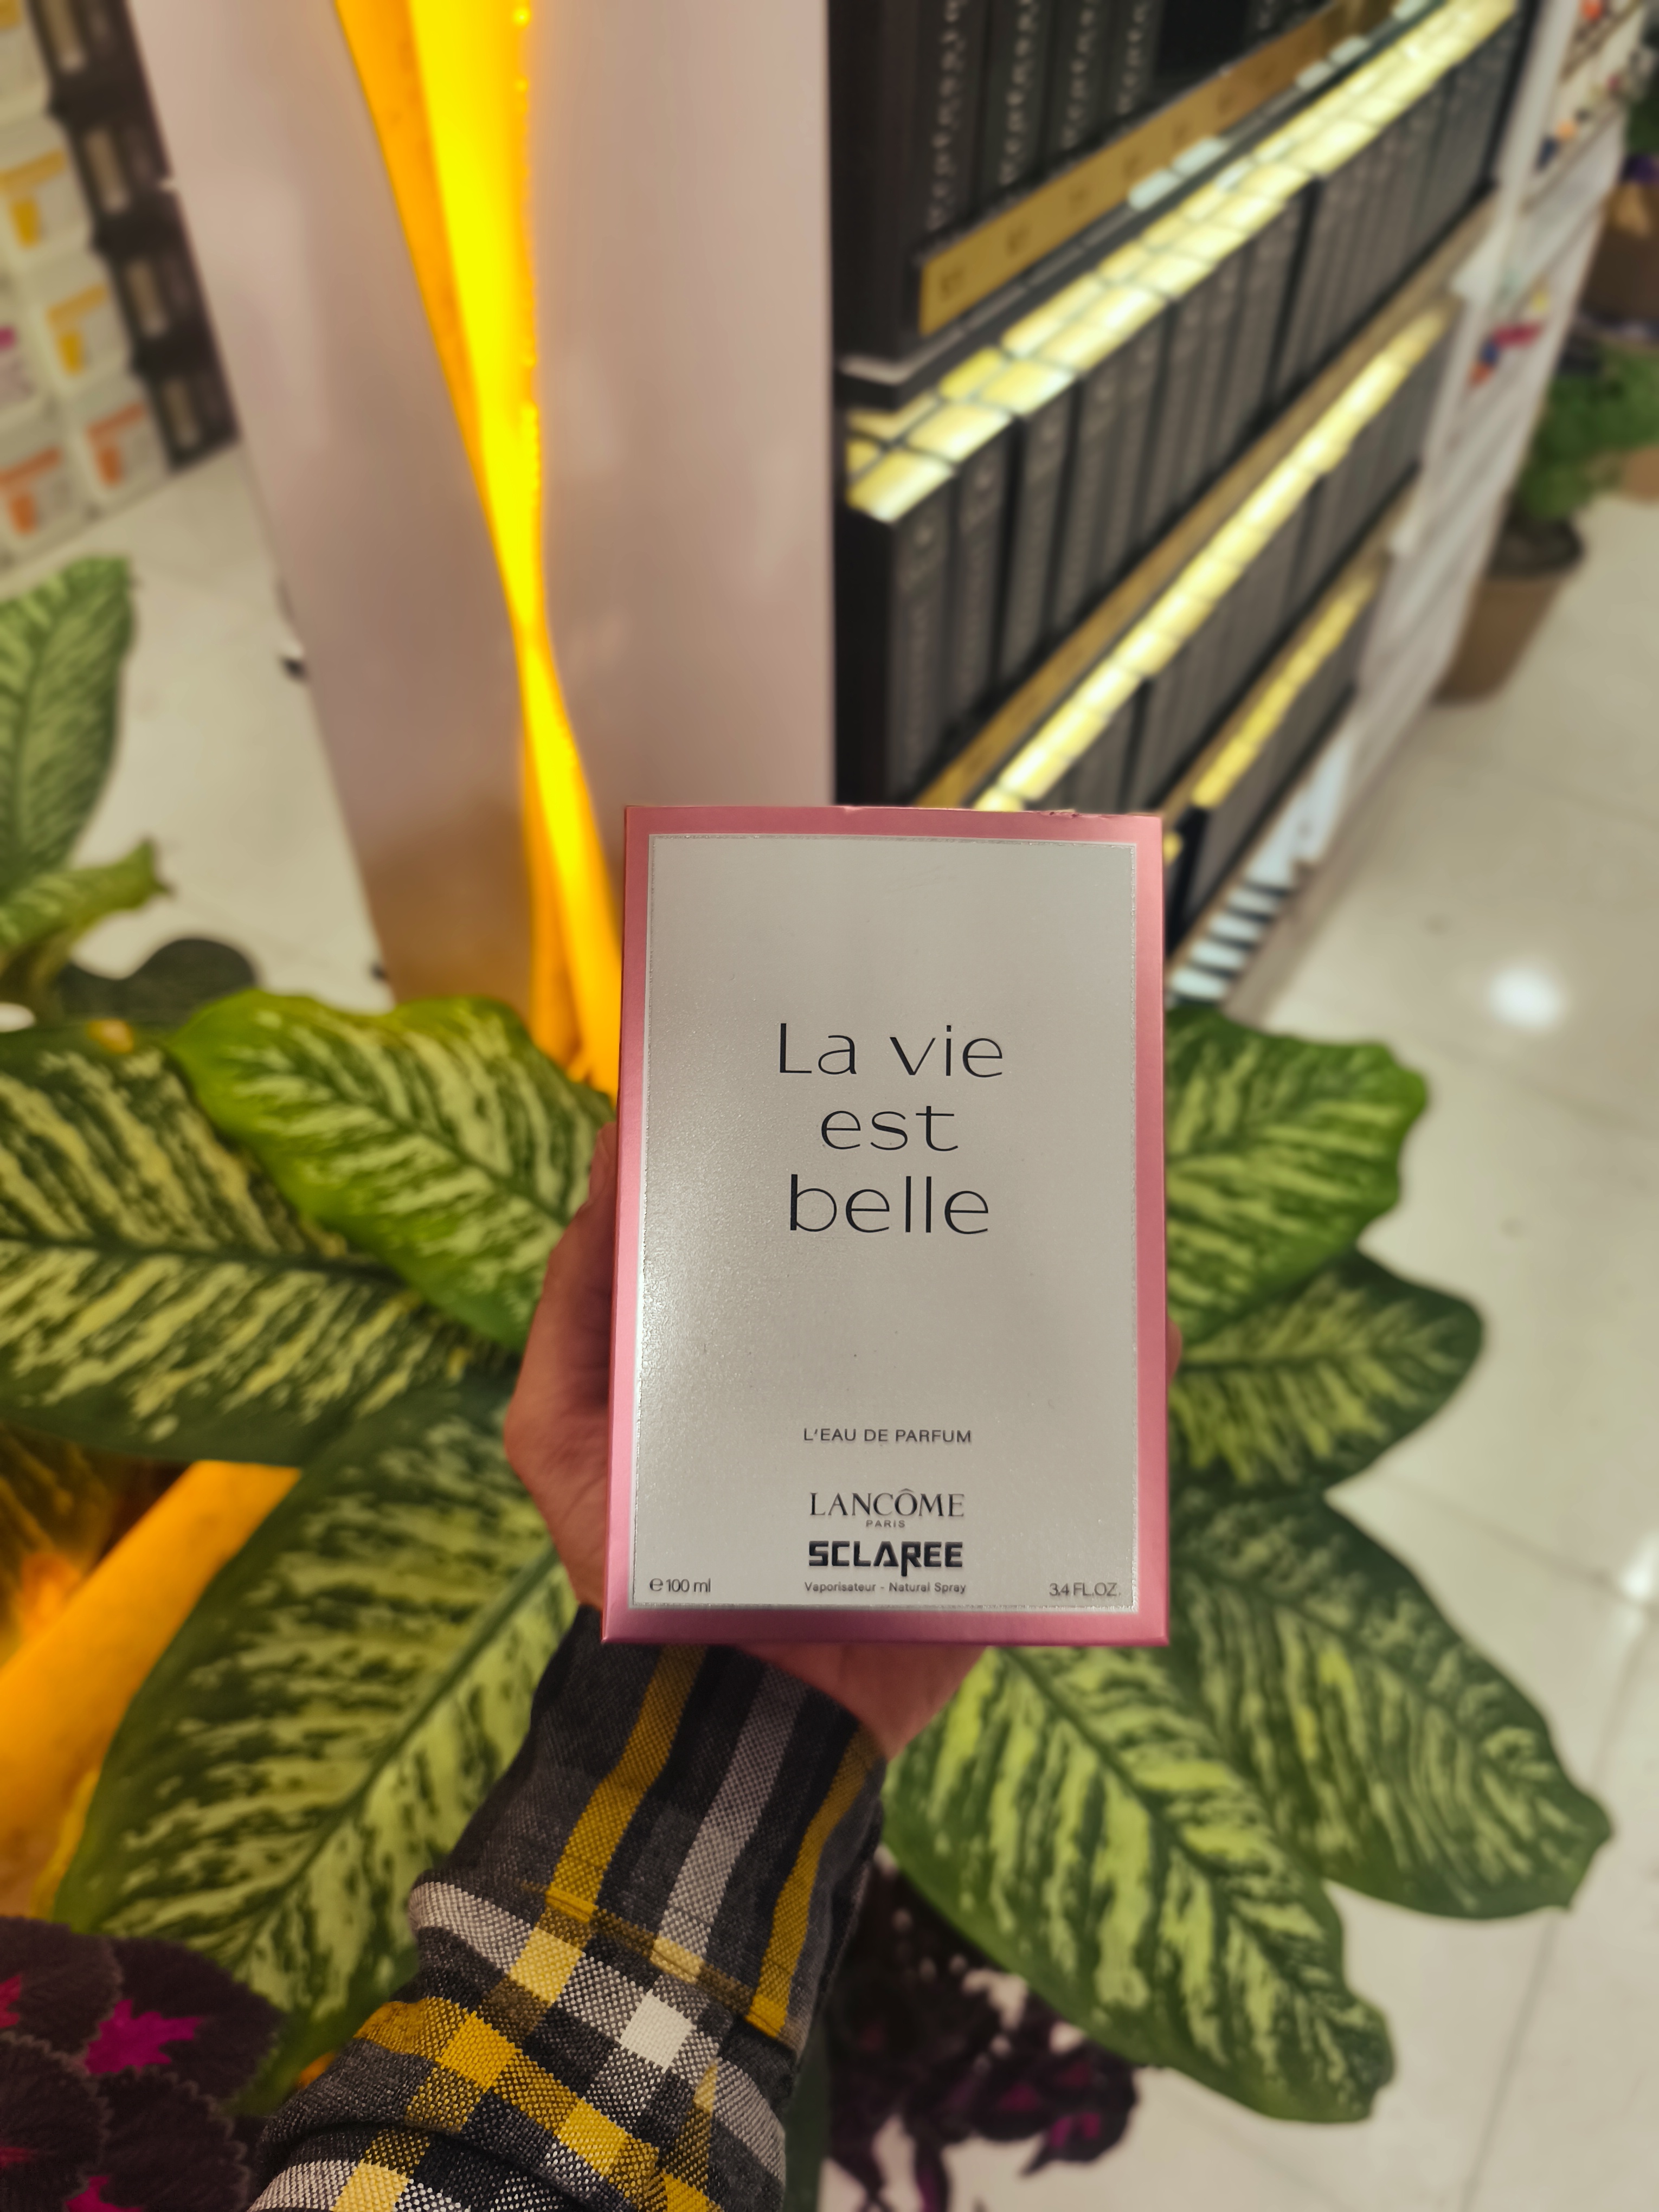 La vie
est
belle
L'EAU DE PARFUM
LANCÔME
PARIS
SCLAREE
Vaporisateur - Natural Spray
℮100 ml
3.4 FL.OZ.